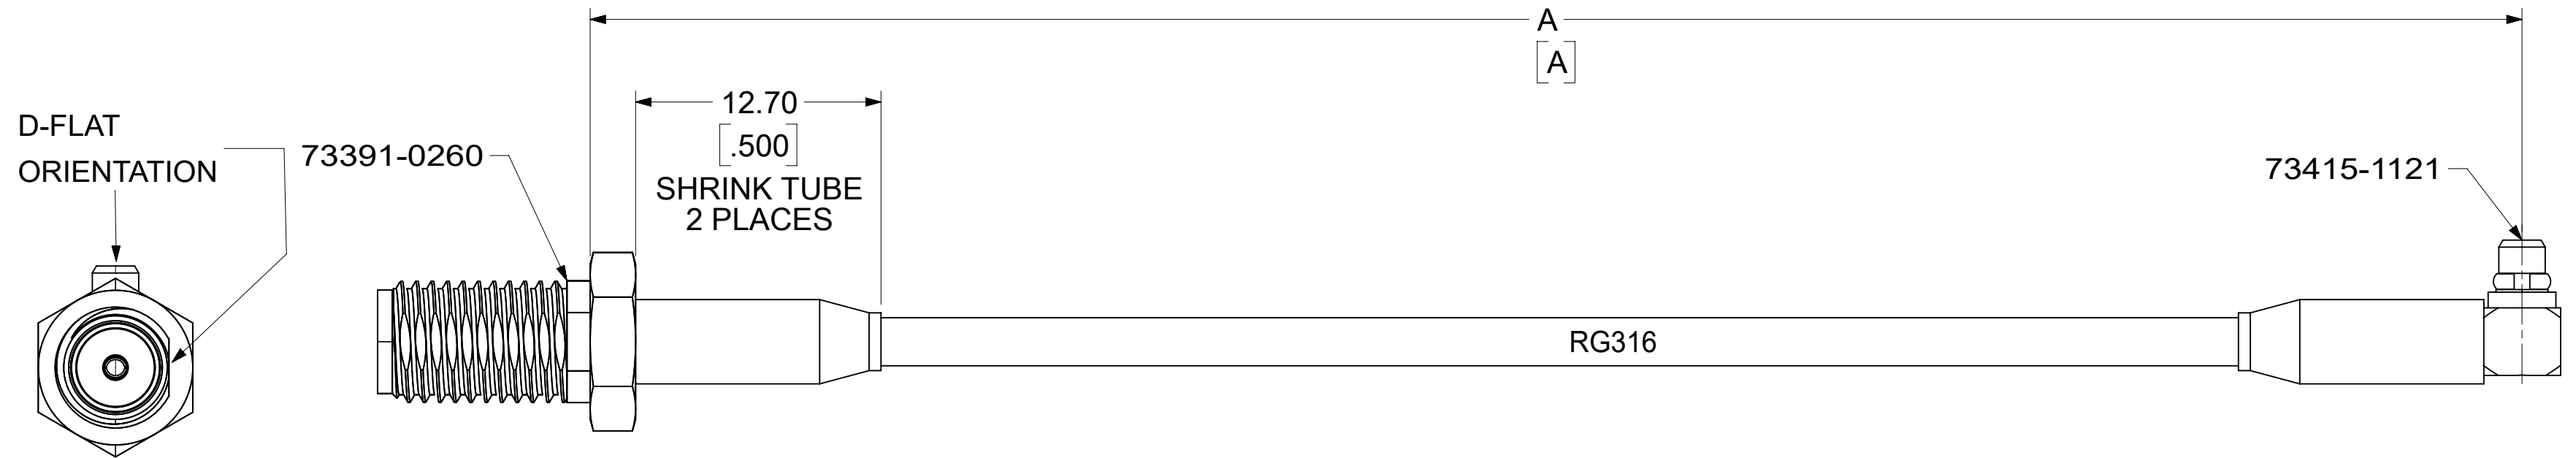 A
[A]
D-FLAT
ORIENTATION
73391-0260
12.70
[.500]
SHRINK TUBE
2 PLACES
73415-1121
RG316